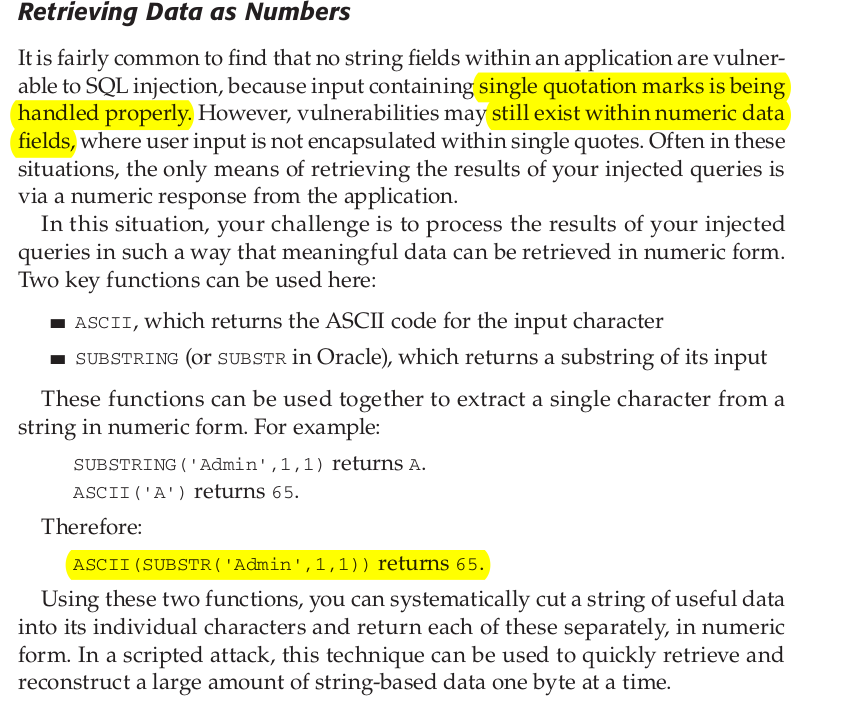 Retrieving Data as Numbers
It is fairly common to find that no string fields within an application are vulner-
able to SQL injection, because input containing single quotation marks is being
handled properly. However, vulnerabilities may still exist within numeric data
fields, where user input is not encapsulated within single quotes. Often in these
situations, the only means of retrieving the results of your injected queries is
via a numeric response from the application.
In this situation, your challenge is to process the results of your injected
queries in such a way that meaningful data can be retrieved in numeric form.
Two key functions can be used here:
■ ASCII, which returns the ASCII code for the input character
■ SUBSTRING (or SUBSTR in Oracle), which returns a substring of its input
These functions can be used together to extract a single character from a
string in numeric form. For example:
SUBSTRING('Admin',1,1) returns A.
ASCII('A') returns 65.
Therefore:
ASCII(SUBSTR('Admin',1,1)) returns 65.
Using these two functions, you can systematically cut a string of useful data
into its individual characters and return each of these separately, in numeric
form. In a scripted attack, this technique can be used to quickly retrieve and
reconstruct a large amount of string-based data one byte at a time.